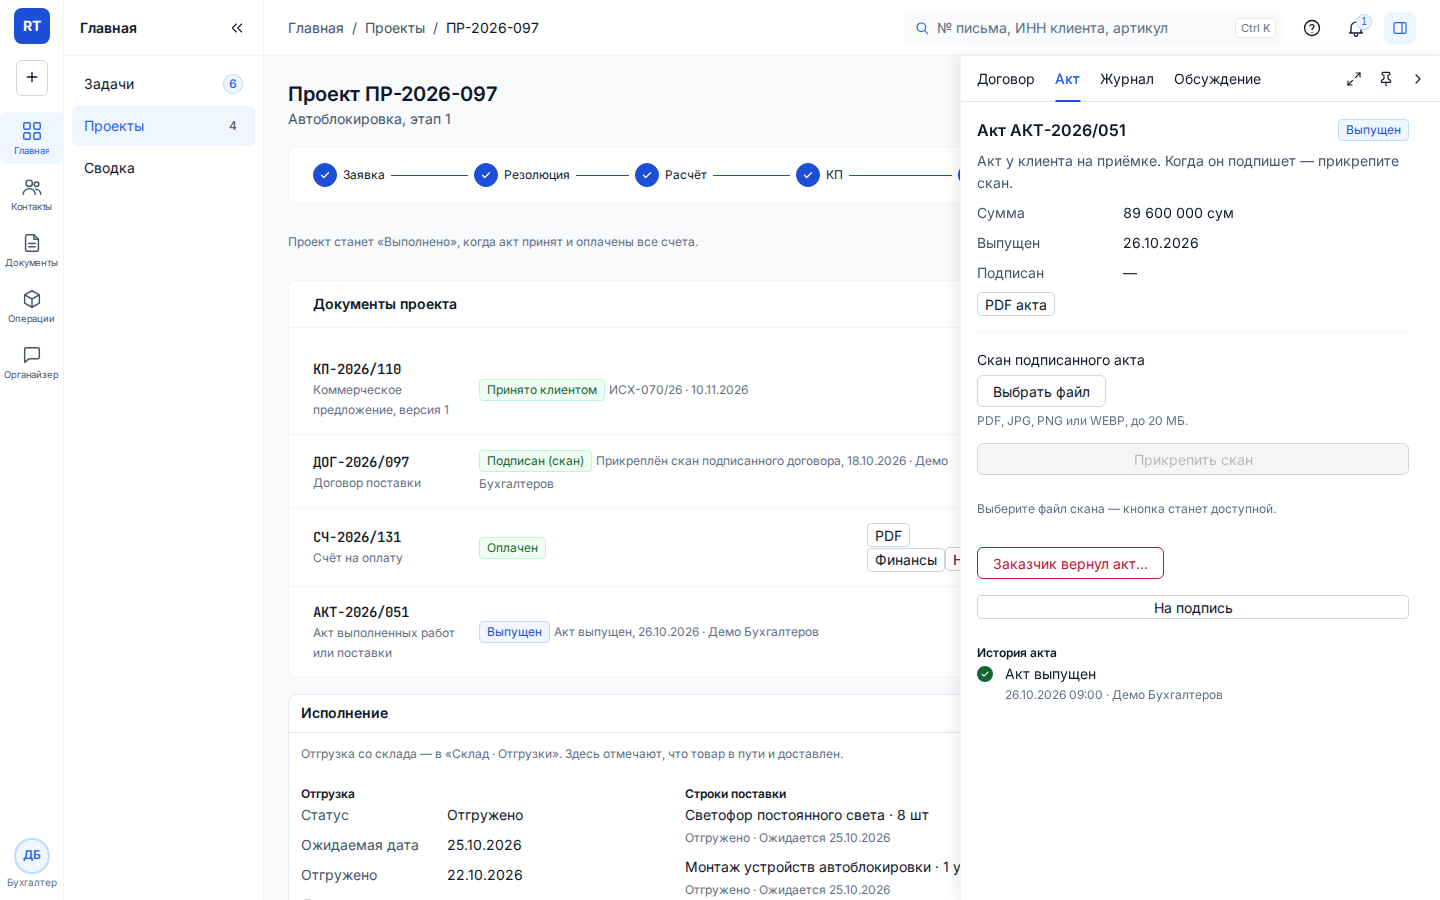 RT
Главная
Главная / Проекты / ПР-2026-097
№ письма, ИНН клиента, артикул
Ctrl K
1
Главная
Контакты
Документы
Операции
Органайзер
ДБ
Бухгалтер
Задачи
6
Проекты
4
Сводка
Проект ПР-2026-097
Автоблокировка, этап 1
Заявка
Резолюция
Расчёт
КП
Проект станет «Выполнено», когда акт принят и оплачены все счета.
Документы проекта
КП-2026/110
Коммерческое
предложение, версия 1
Принято клиентом ИСХ-070/26 · 10.11.2026
ДОГ-2026/097
Договор поставки
Подписан (скан) Прикреплён скан подписанного договора, 18.10.2026 · Демо
Бухгалтеров
СЧ-2026/131
Счёт на оплату
Оплачен
PDF
Финансы
АКТ-2026/051
Акт выполненных работ
или поставки
Выпущен Акт выпущен, 26.10.2026 · Демо Бухгалтеров
Исполнение
Отгрузка со склада — в «Склад · Отгрузки». Здесь отмечают, что товар в пути и доставлен.
Отгрузка
Статус Отгружено
Ожидаемая дата 25.10.2026
Отгружено 22.10.2026
Строки поставки
Светофор постоянного света · 8 шт
Отгружено · Ожидается 25.10.2026
Монтаж устройств автоблокировки · 1 у
Отгружено · Ожидается 25.10.2026
Договор
Акт
Журнал
Обсуждение
Акт АКТ-2026/051
Выпущен
Акт у клиента на приёмке. Когда он подпишет — прикрепите
скан.
Сумма 89 600 000 сум
Выпущен 26.10.2026
Подписан —
PDF акта
Скан подписанного акта
Выбрать файл
PDF, JPG, PNG или WEBP, до 20 МБ.
Прикрепить скан
Выберите файл скана — кнопка станет доступной.
Заказчик вернул акт...
На подпись
История акта
Акт выпущен
26.10.2026 09:00 · Демо Бухгалтеров